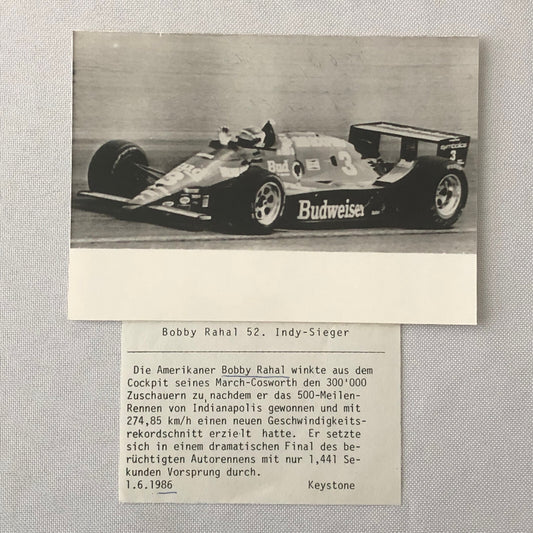 symbolics
3
Bud
3
Budweiser
Bobby Rahal 52. Indy-Sieger
Die Amerikaner Bobby Rahal winkte aus dem
Cockpit seines March-Cosworth den 300'000
Zuschauern zu, nachdem er das 500-Meilen-
Rennen von Indianapolis gewonnen und mit
274,85 km/h einen neuen Geschwindigkeits-
rekordschnitt erzielt hatte. Er setzte
sich in einem dramatischen Final des be-
rüchtigten Autorennens mit nur 1,441 Se-
kunden Vorsprung durch.
1.6.1986 Keystone